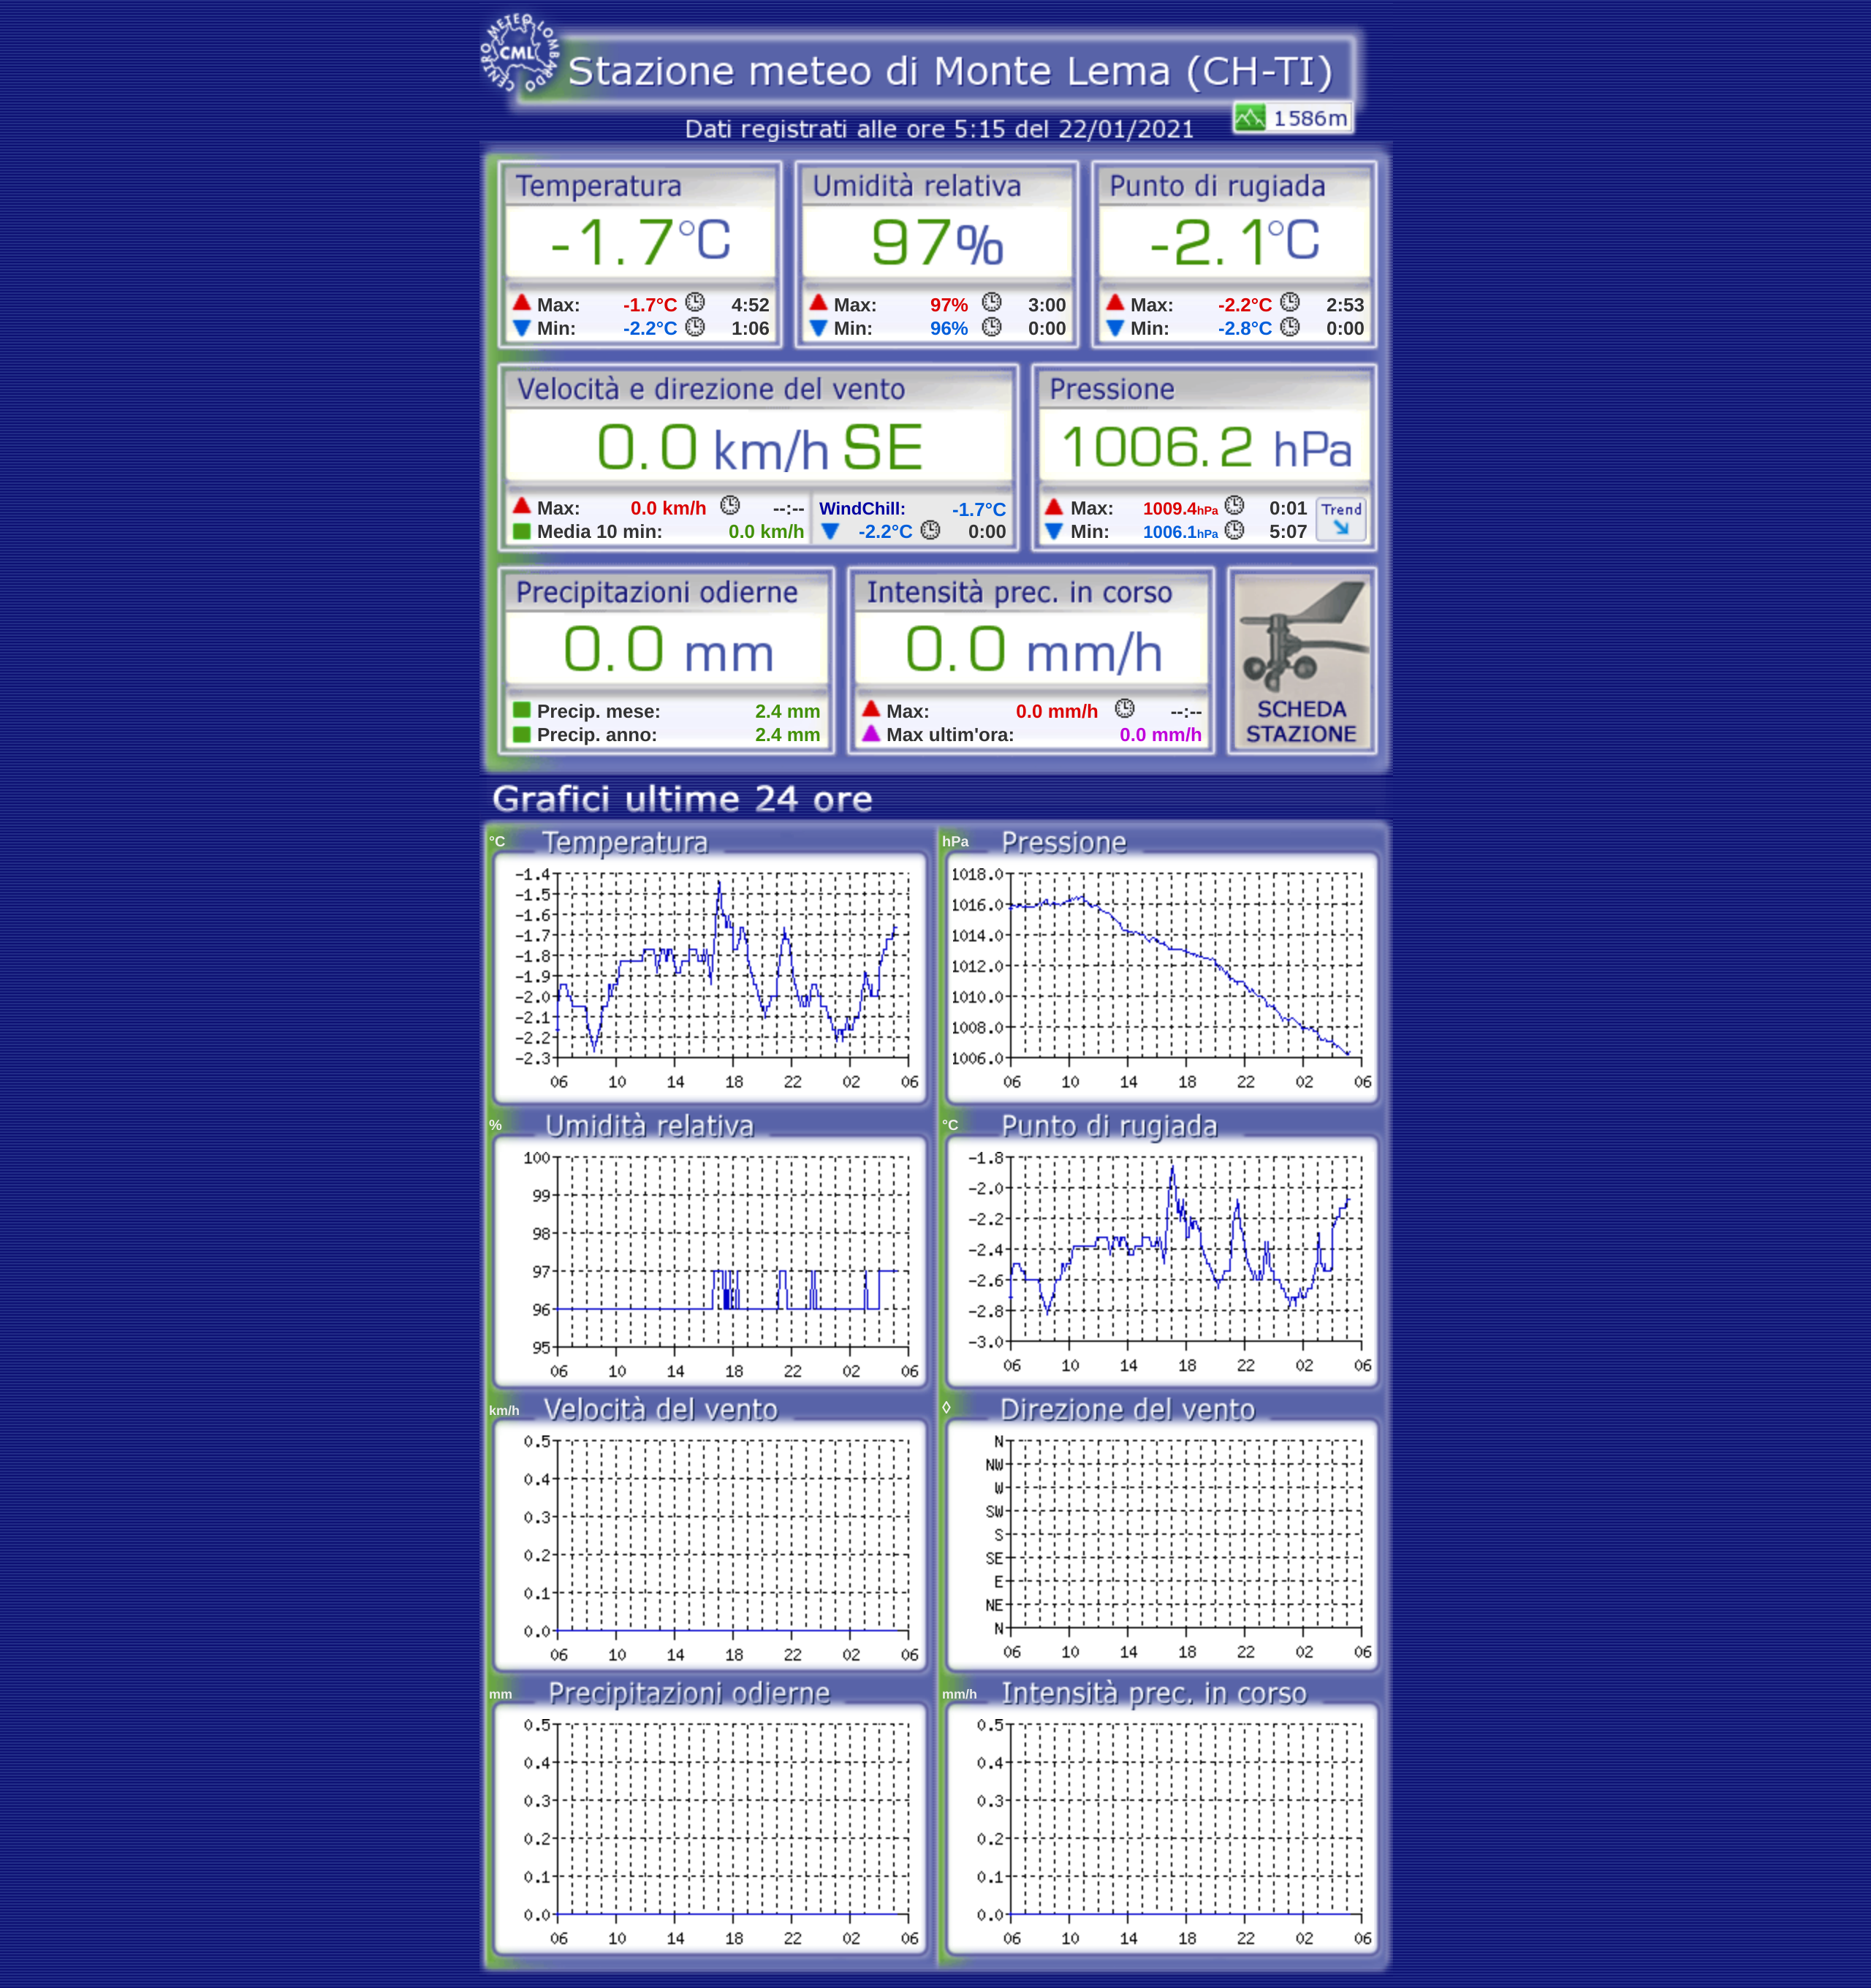 CENTRO METEO LOMBARDO
CML
Stazione meteo di Monte Lema (CH-TI)
1586m
Dati registrati alle ore 5:15 del 22/01/2021
Temperatura Umidità relativa Punto di rugiada
-1.7°C 97% -2.1°C
Max: -1.7°C 4:52 Max: 97% 3:00 Max: -2.2°C 2:53
Min: -2.2°C 1:06 Min: 96% 0:00 Min: -2.8°C 0:00
Velocità e direzione del vento Pressione
0.0 km/h SE 1006.2 hPa
Max: 0.0 km/h --:-- WindChill: -1.7°C Max: 1009.4hPa 0:01 Trend
Media 10 min: 0.0 km/h -2.2°C 0:00 Min: 1006.1hPa 5:07
Precipitazioni odierne Intensità prec. in corso
0.0 mm 0.0 mm/h
Precip. mese: 2.4 mm Max: 0.0 mm/h --:-- SCHEDA
Precip. anno: 2.4 mm Max ultim'ora: 0.0 mm/h STAZIONE
Grafici ultime 24 ore
°C Temperatura
-1.4
-1.5
-1.6
-1.7
-1.8
-1.9
-2.0
-2.1
-2.2
-2.3
06 10 14 18 22 02 06
hPa Pressione
1018.0
1016.0
1014.0
1012.0
1010.0
1008.0
1006.0
06 10 14 18 22 02 06
% Umidità relativa
100
99
98
97
96
95
06 10 14 18 22 02 06
°C Punto di rugiada
-1.8
-2.0
-2.2
-2.4
-2.6
-2.8
-3.0
06 10 14 18 22 02 06
km/h Velocità del vento
0.5
0.4
0.3
0.2
0.1
0.0
06 10 14 18 22 02 06
◊ Direzione del vento
N
NW
W
SW
S
SE
E
NE
N
06 10 14 18 22 02 06
mm Precipitazioni odierne
0.5
0.4
0.3
0.2
0.1
0.0
06 10 14 18 22 02 06
mm/h Intensità prec. in corso
0.5
0.4
0.3
0.2
0.1
0.0
06 10 14 18 22 02 06